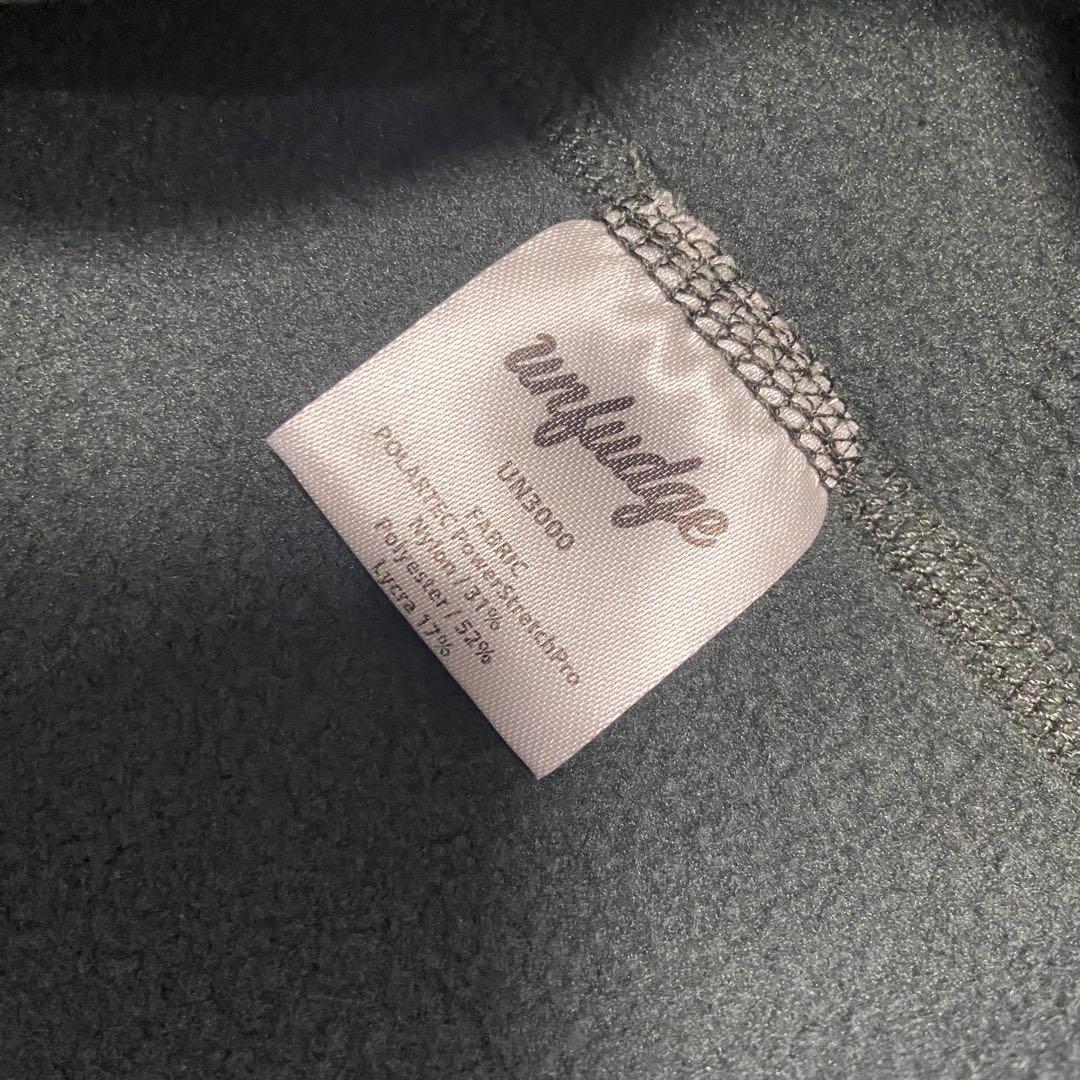 unfudge
UN3000
FABRIC
POLARTEC PowerStretchPro
Nylon / 31%
Polyester / 52%
Lycra 17%